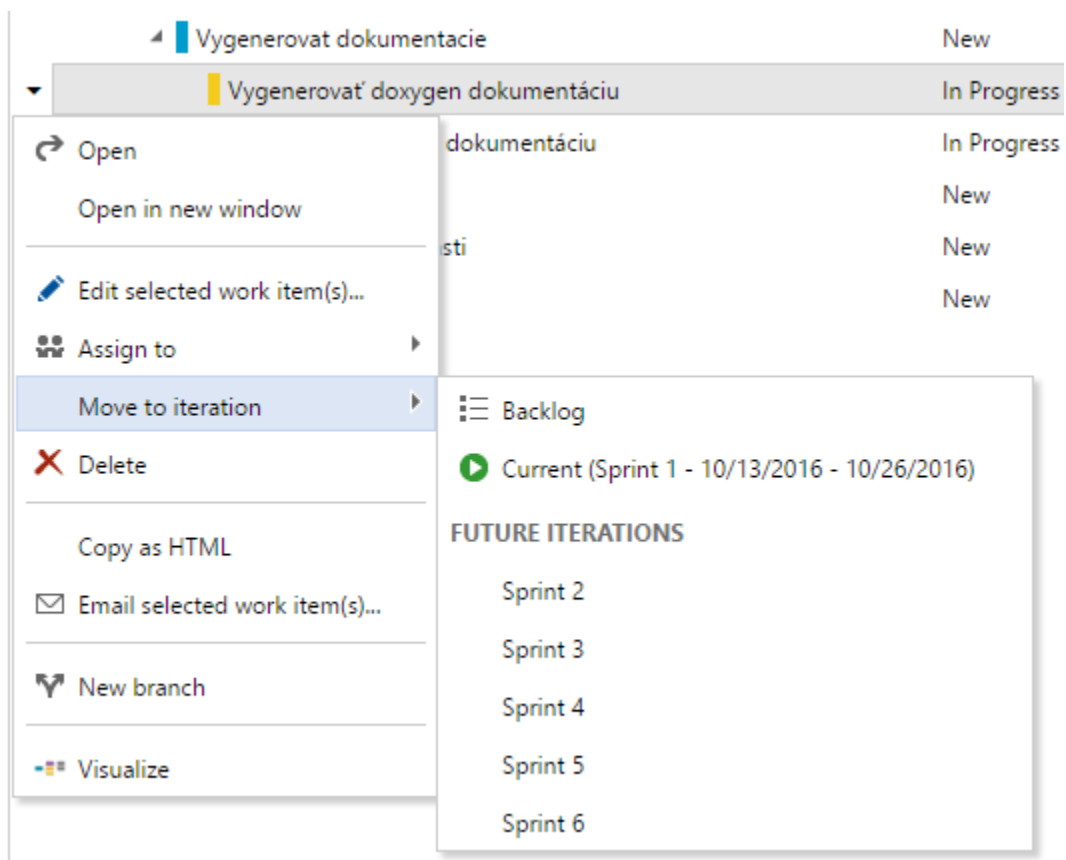 Vygenerovat dokumentacie New
Vygenerovať doxygen dokumentáciu In Progress
dokumentáciu In Progress
New
sti New
New
Open
Open in new window
Edit selected work item(s)...
Assign to
Move to iteration
Delete
Copy as HTML
Email selected work item(s)...
New branch
Visualize
Backlog
Current (Sprint 1 - 10/13/2016 - 10/26/2016)
FUTURE ITERATIONS
Sprint 2
Sprint 3
Sprint 4
Sprint 5
Sprint 6